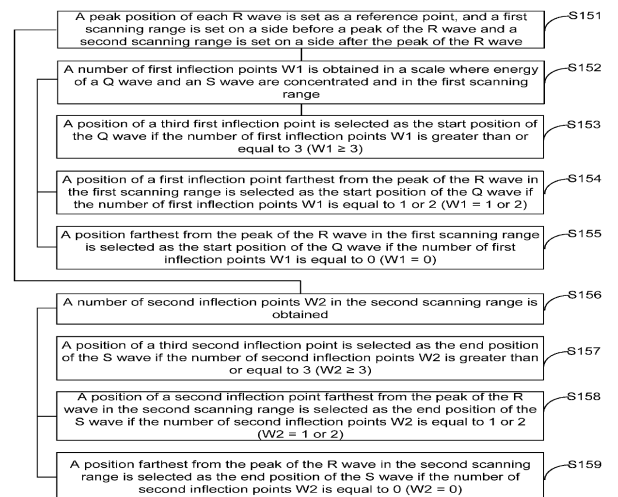 A peak position of each R wave is set as a reference point, and a first
scanning range is set on a side before a peak of the R wave and a
second scanning range is set on a side after the peak of the R wave
S151
A number of first inflection points W1 is obtained in a scale where energy
of a Q wave and an S wave are concentrated and in the first scanning
range
S152
A position of a third first inflection point is selected as the start position of
the Q wave if the number of first inflection points W1 is greater than or
equal to 3 (W1 ≥ 3)
S153
A position of a first inflection point farthest from the peak of the R wave in
the first scanning range is selected as the start position of the Q wave if
the number of first inflection points W1 is equal to 1 or 2 (W1 = 1 or 2)
S154
A position farthest from the peak of the R wave in the first scanning range
is selected as the start position of the Q wave if the number of first
inflection points W1 is equal to 0 (W1 = 0)
S155
A number of second inflection points W2 in the second scanning range is
obtained
S156
A position of a third second inflection point is selected as the end position
of the S wave if the number of second inflection points W2 is greater than
or equal to 3 (W2 ≥ 3)
S157
A position of a second inflection point farthest from the peak of the R
wave in the second scanning range is selected as the end position of the
S wave if the number of second inflection points W2 is equal to 1 or 2
(W2 = 1 or 2)
S158
A position farthest from the peak of the R wave in the second scanning
range is selected as the end position of the S wave if the number of
second inflection points W2 is equal to 0 (W2 = 0)
S159